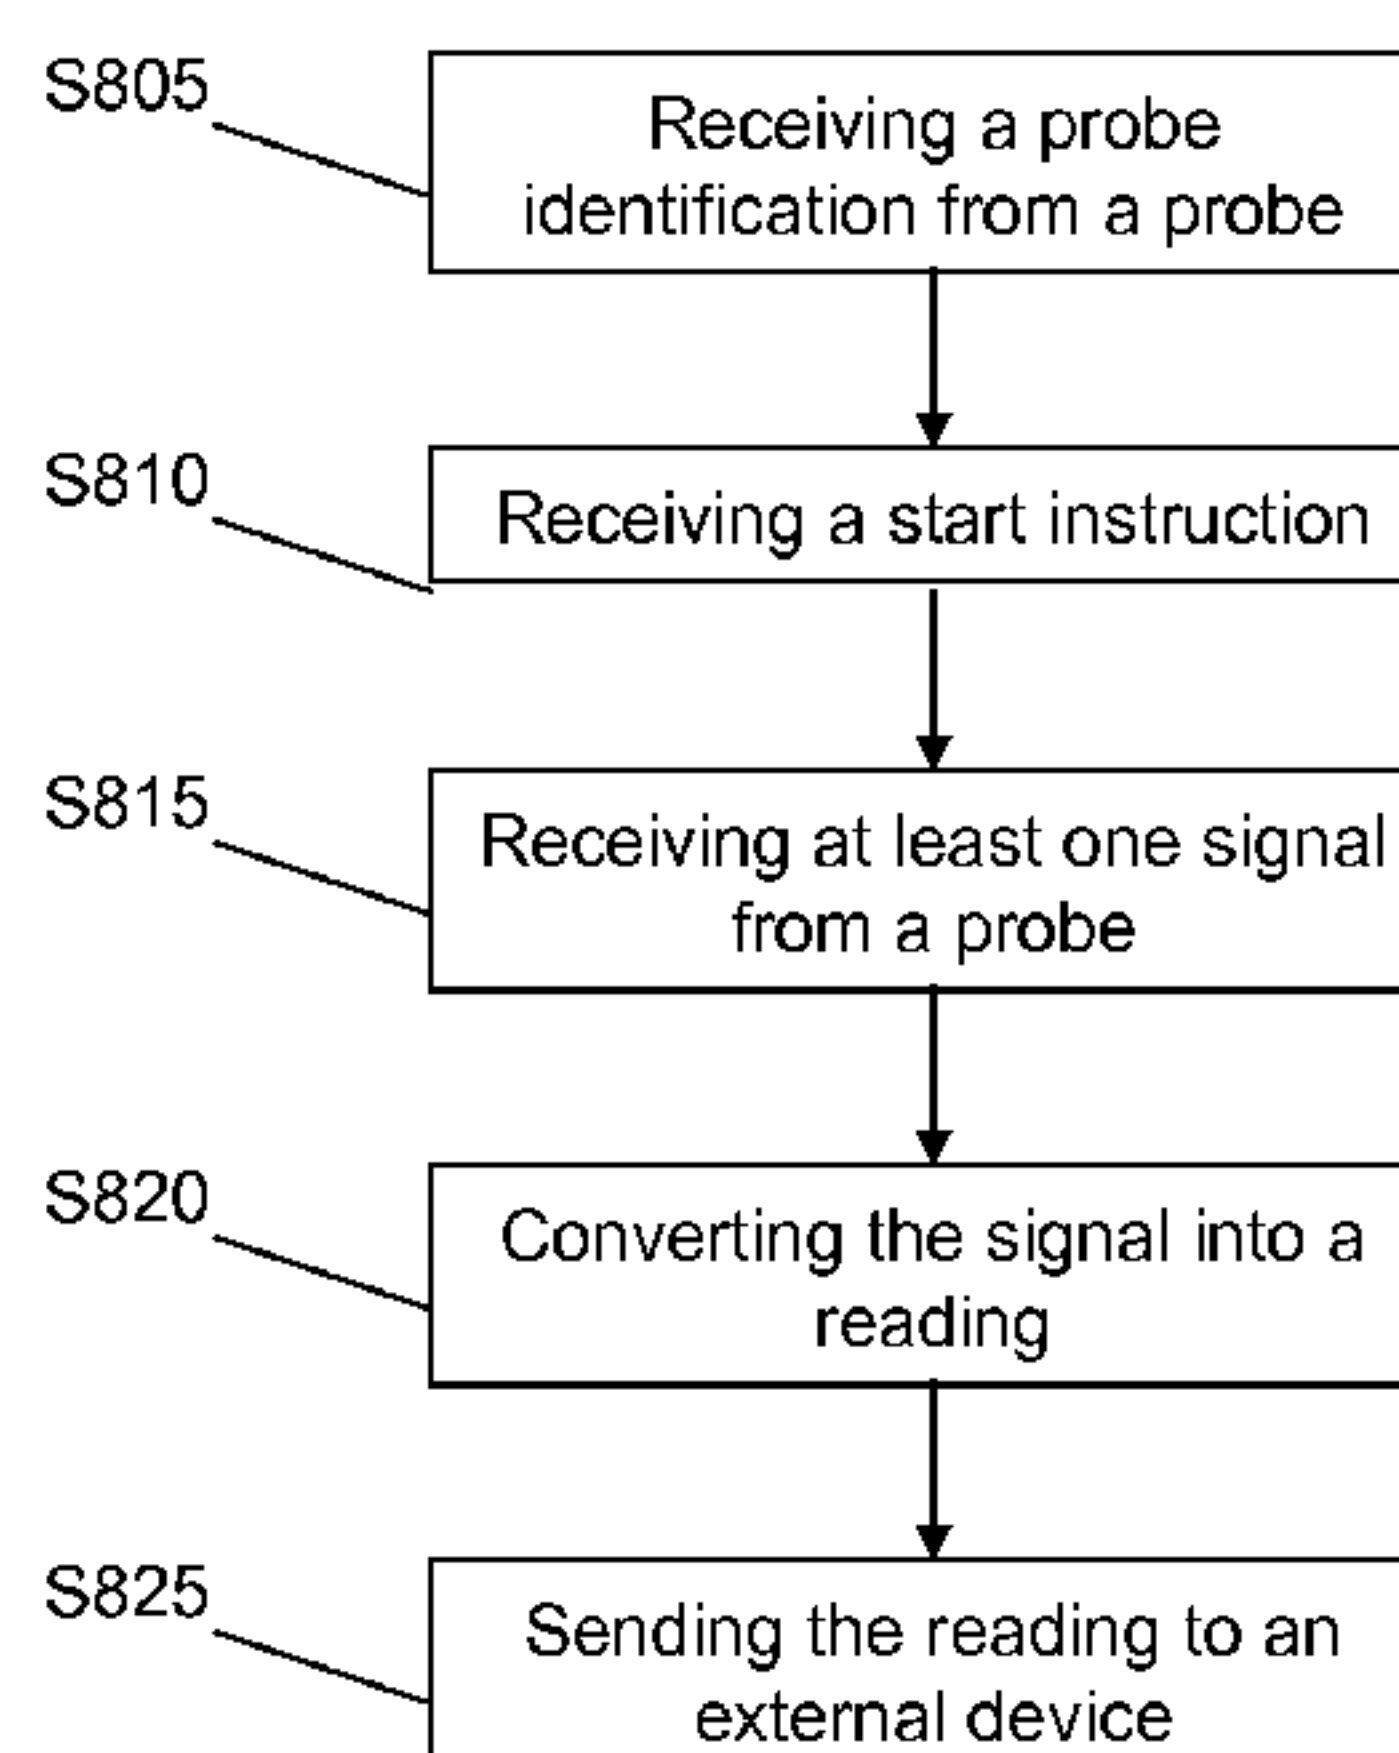 S805
Receiving a probe
identification from a probe
S810
Receiving a start instruction
S815
Receiving at least one signal
from a probe
S820
Converting the signal into a
reading
S825
Sending the reading to an
external device